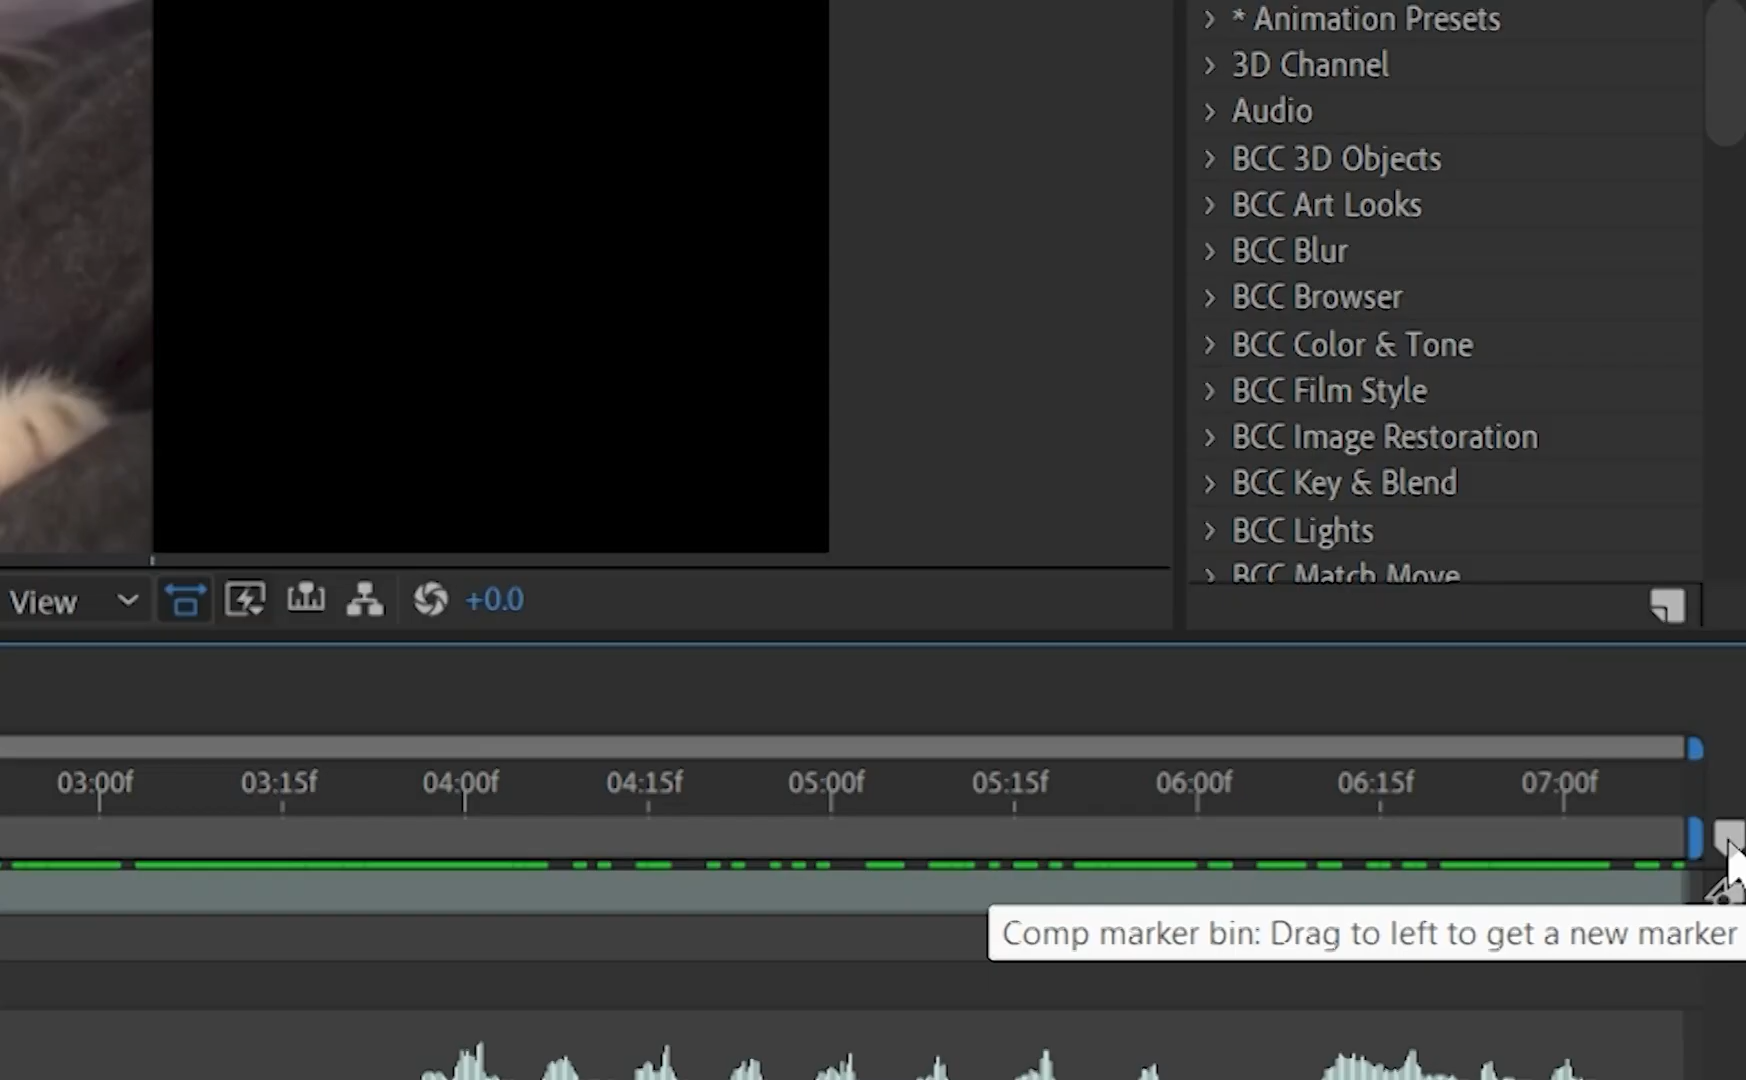 * Animation Presets
3D Channel
Audio
BCC 3D Objects
BCC Art Looks
BCC Blur
BCC Browser
BCC Color & Tone
BCC Film Style
BCC Image Restoration
BCC Key & Blend
BCC Lights
BCC Match Move
View
+0.0
03:00f 03:15f 04:00f 04:15f 05:00f 05:15f 06:00f 06:15f 07:00f
Comp marker bin: Drag to left to get a new marker